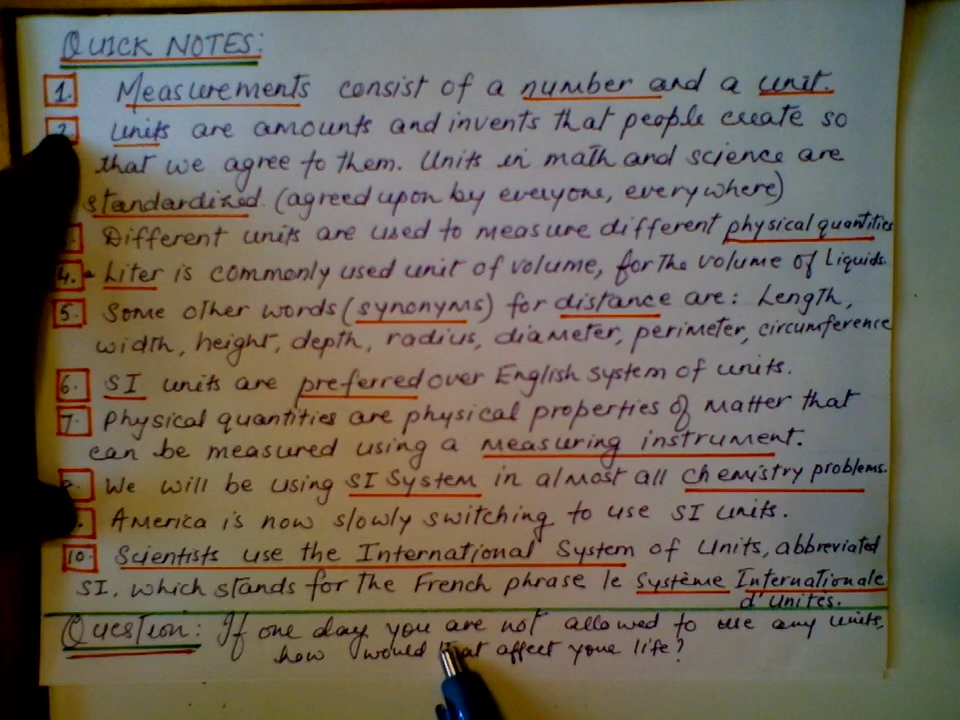 QUICK NOTES:
1. Measurements consist of a number and a unit.
2. Units are amounts and invents that people create so
that we agree to them. Units in math and science are
standardized (agreed upon by everyone, everywhere)
Different units are used to measure different physical quantities
4. Liter is commonly used unit of volume, for the volume of liquids.
5. Some other words (synonyms) for distance are: Length,
width, height, depth, radius, diameter, perimeter, circumference
6. SI units are preferred over English system of units.
7. Physical quantities are physical properties of matter that
can be measured using a measuring instrument.
We will be using SI System in almost all chemistry problems.
America is now slowly switching to use SI units.
10. Scientists use the International System of Units, abbreviated
SI, which stands for the French phrase le Système Internationale
d'Unités.
Question: If one day you are not allowed to use any units,
how would that affect your life?